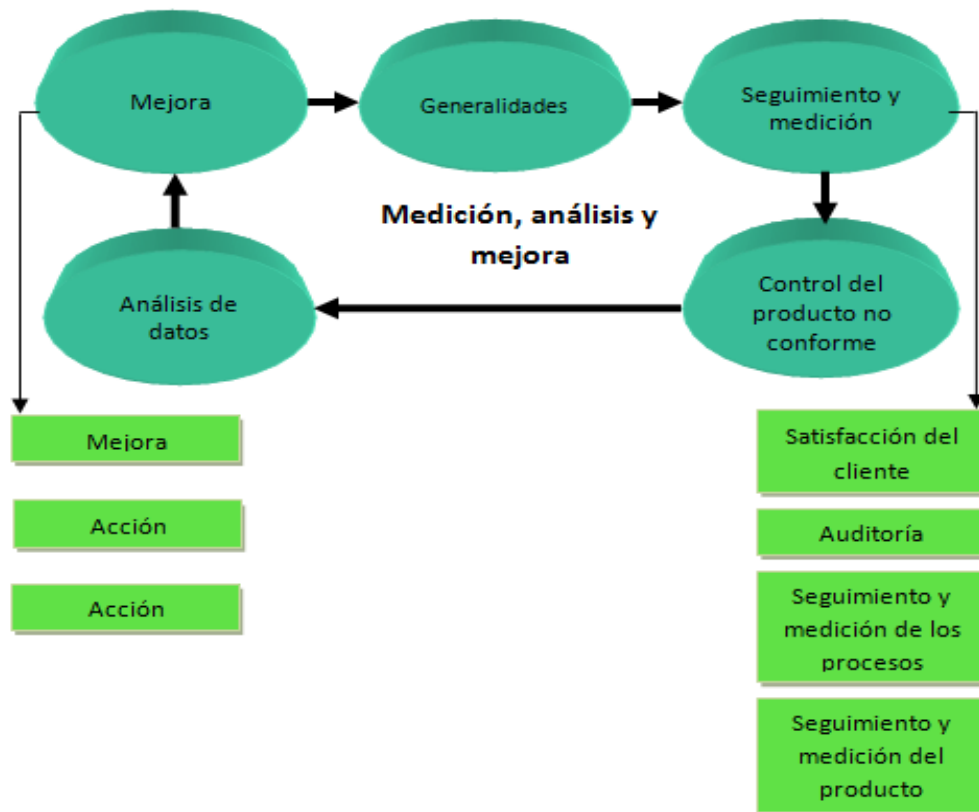 Mejora
Generalidades
Seguimiento y
medición
Medición, análisis y
mejora
Análisis de
datos
Control del
producto no
conforme
Mejora
Acción
Acción
Satisfacción del
cliente
Auditoría
Seguimiento y
medición de los
procesos
Seguimiento y
medición del
producto